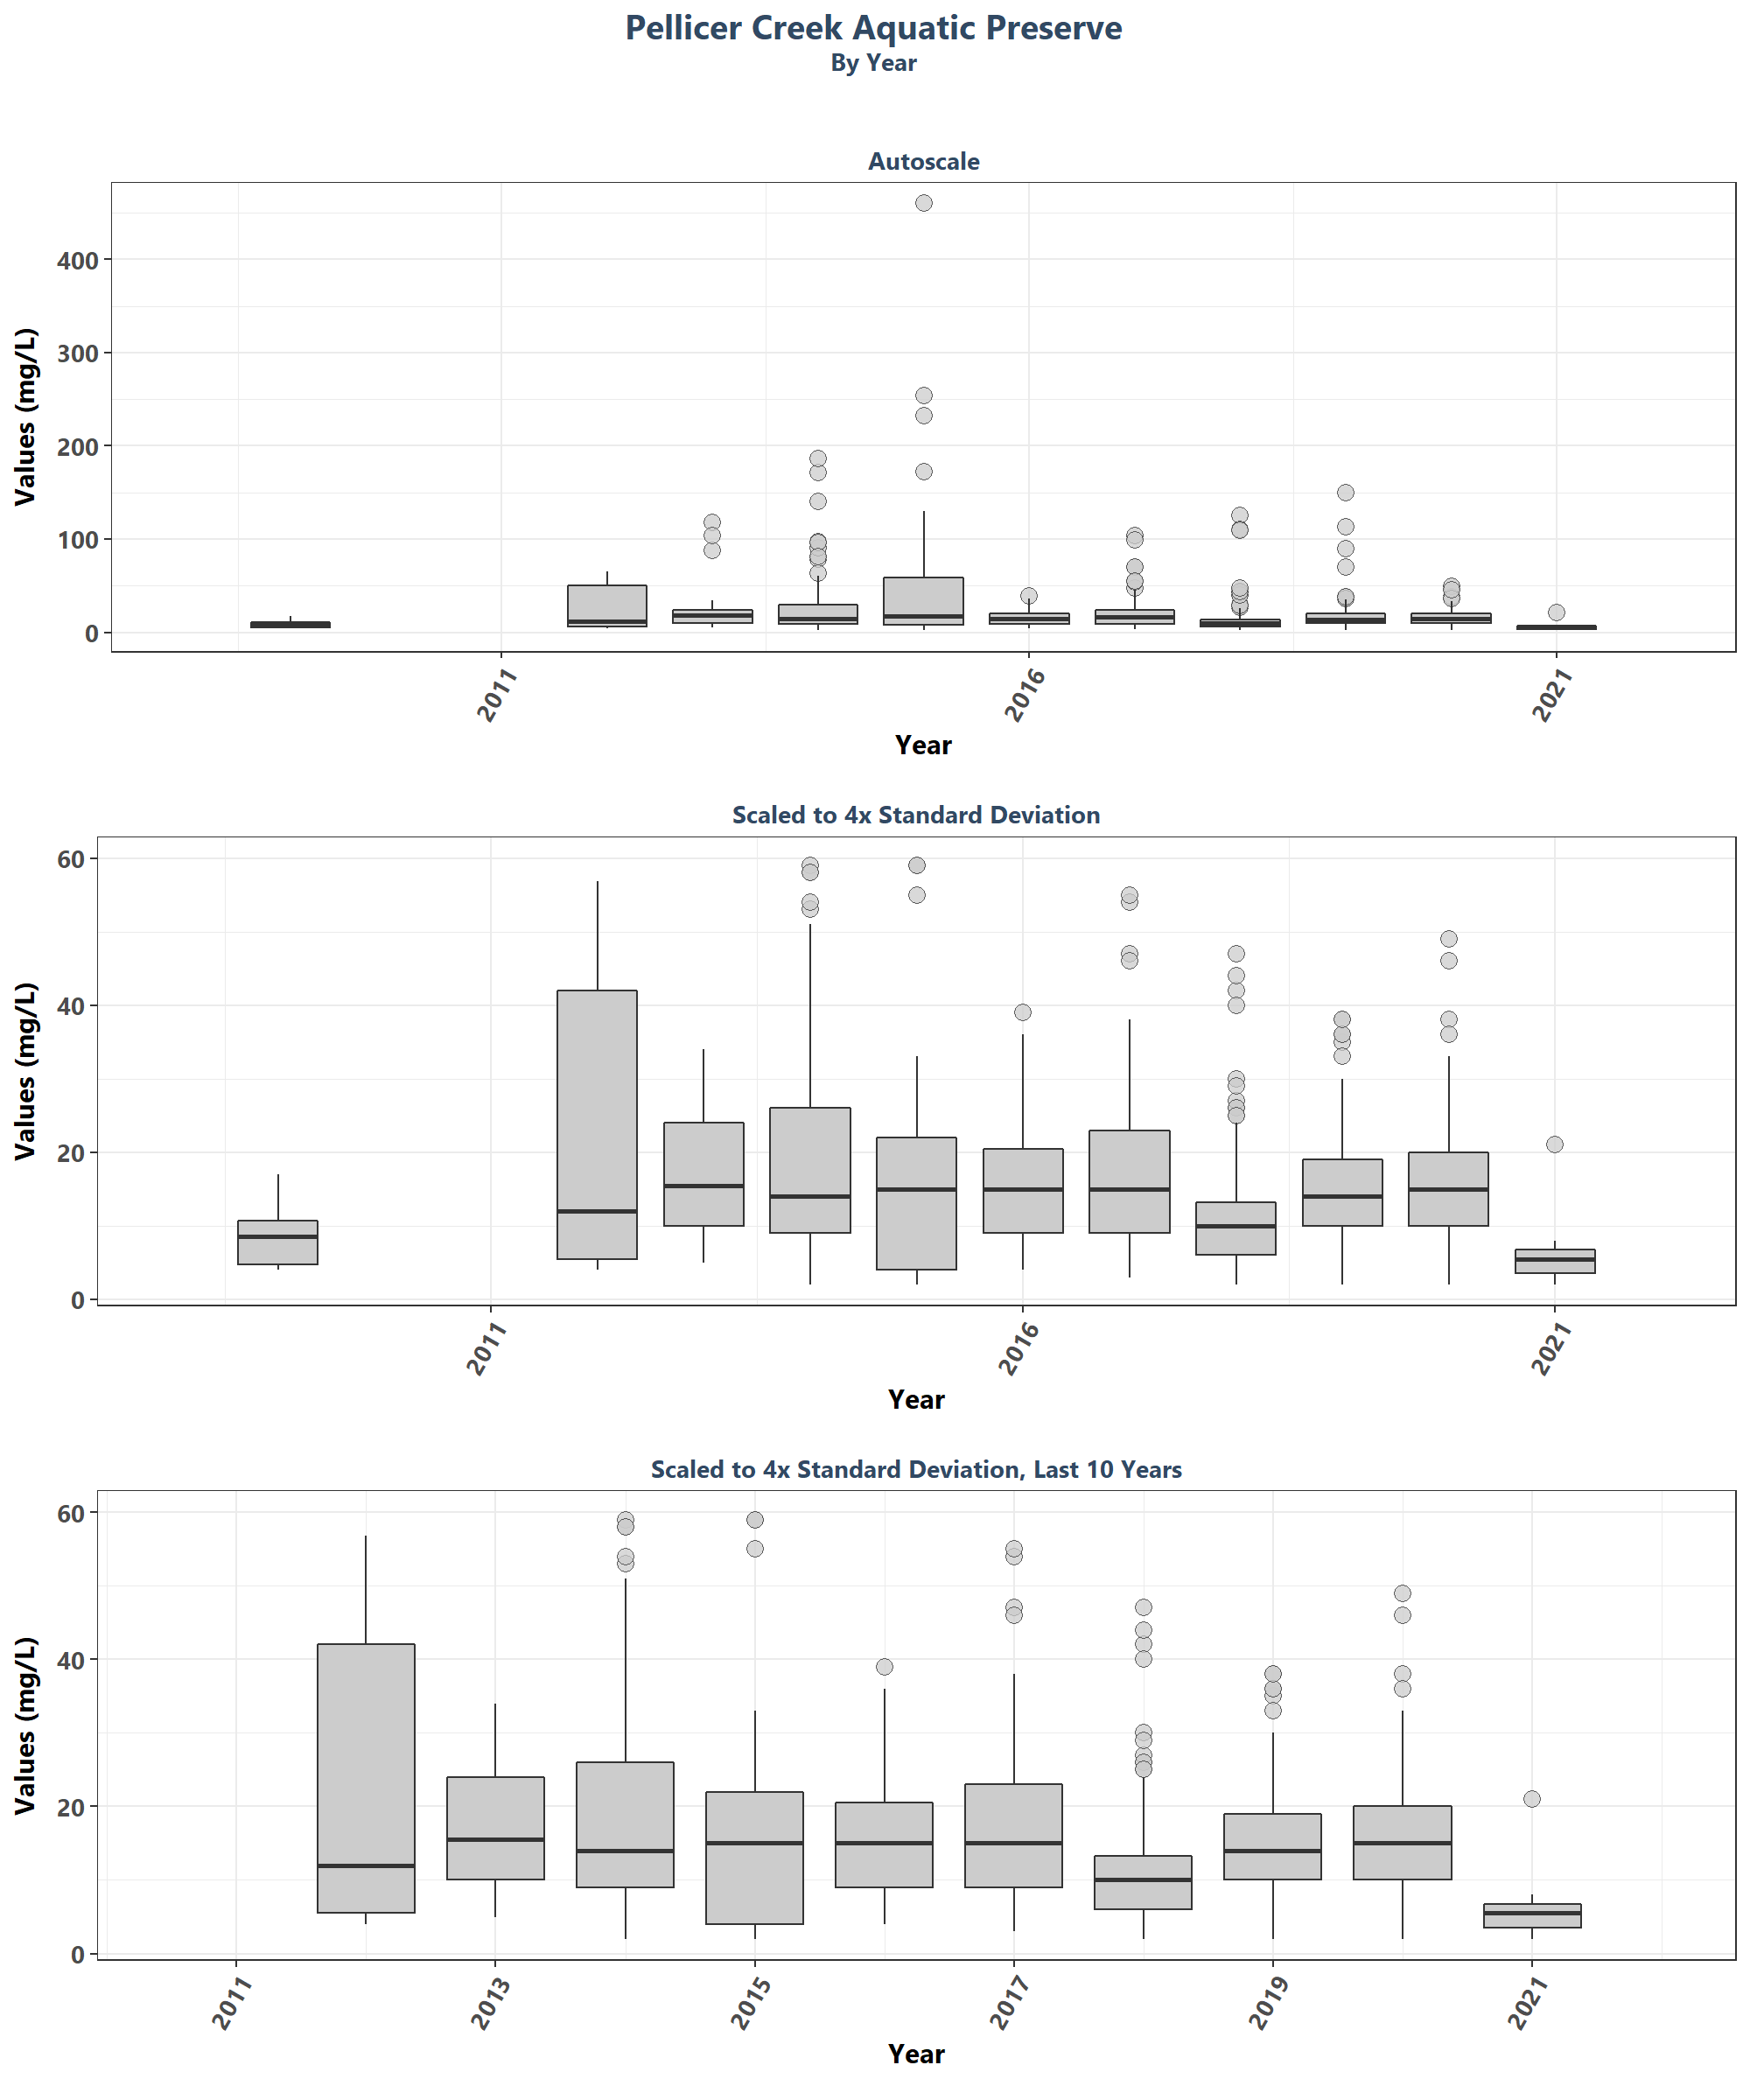 Pellicer Creek Aquatic Preserve
By Year
Autoscale
Values (mg/L)
400
300
200
100
0
2011
2016
2021
Year
Scaled to 4x Standard Deviation
Values (mg/L)
60
40
20
0
2011
2016
2021
Year
Scaled to 4x Standard Deviation, Last 10 Years
Values (mg/L)
60
40
20
0
2011
2013
2015
2017
2019
2021
Year